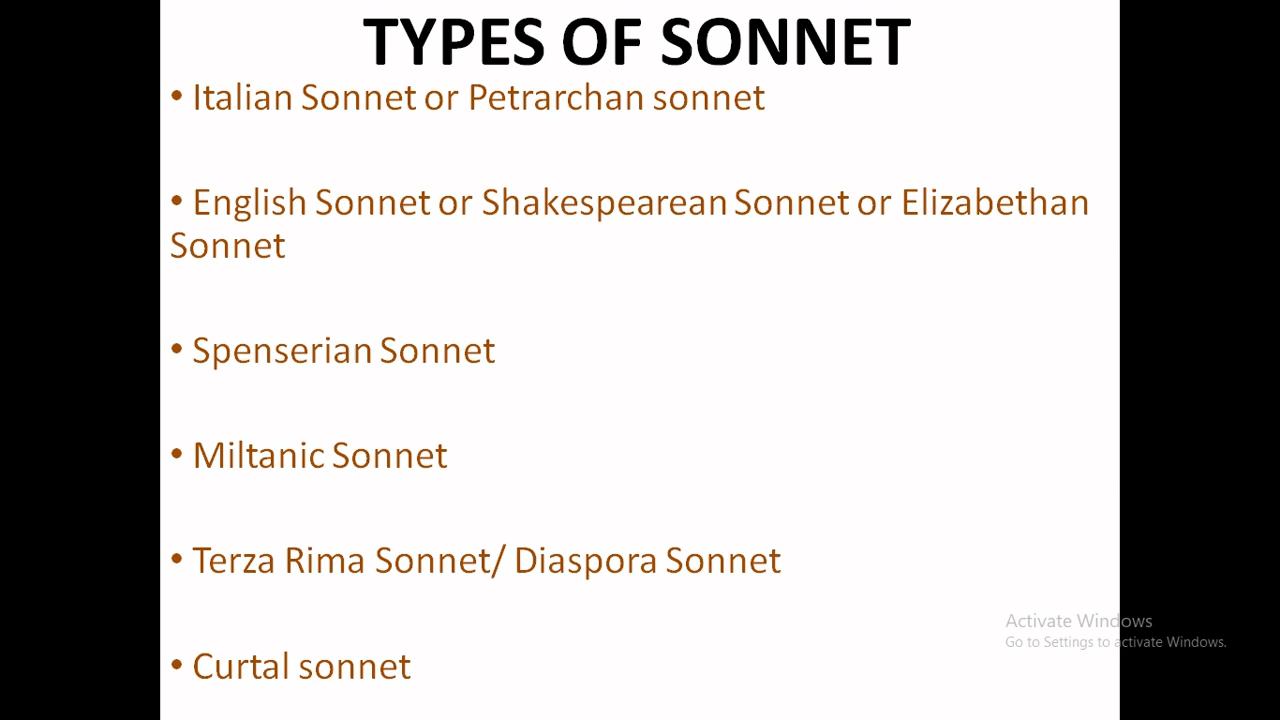 TYPES OF SONNET
• Italian Sonnet or Petrarchan sonnet
• English Sonnet or Shakespearean Sonnet or Elizabethan
Sonnet
• Spenserian Sonnet
• Miltanic Sonnet
• Terza Rima Sonnet/ Diaspora Sonnet
Activate Windows
Go to Settings to activate Windows.
• Curtal sonnet